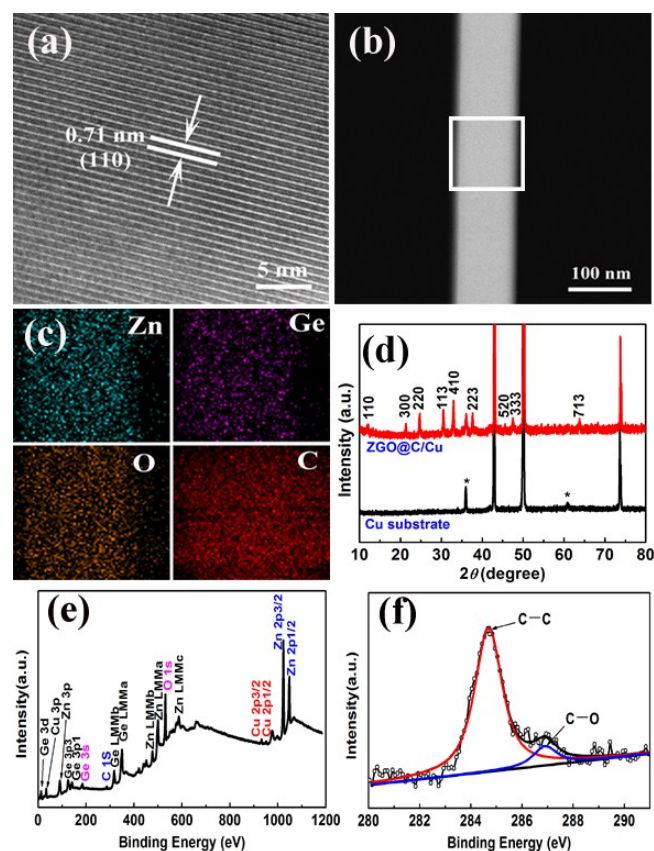 (a)
0.71 nm
(110)
5 nm
(b)
100 nm
(c)
Zn
Ge
O
C
(d)
Intensity (a.u.)
110
300
220
113
410
223
520
333
713
ZGO@C/Cu
*
*
Cu substrate
10 20 30 40 50 60 70 80
2θ (degree)
(e)
Intensity(a.u.)
Ge 3d
Cu 3p
Zn 3p
Ge 3p3
Ge 3p1
Ge 3s
C 1S
Ge LMMb
Ge LMMa
Zn LMMb
Zn LMMa
O 1s
Zn LMMc
Cu 2p3/2
Cu 2p1/2
Zn 2p3/2
Zn 2p1/2
0 200 400 600 800 1000 1200
Binding Energy (eV)
(f)
Intensity(a.u.)
C—C
C—O
280 282 284 286 288 290
Binding Energy (eV)